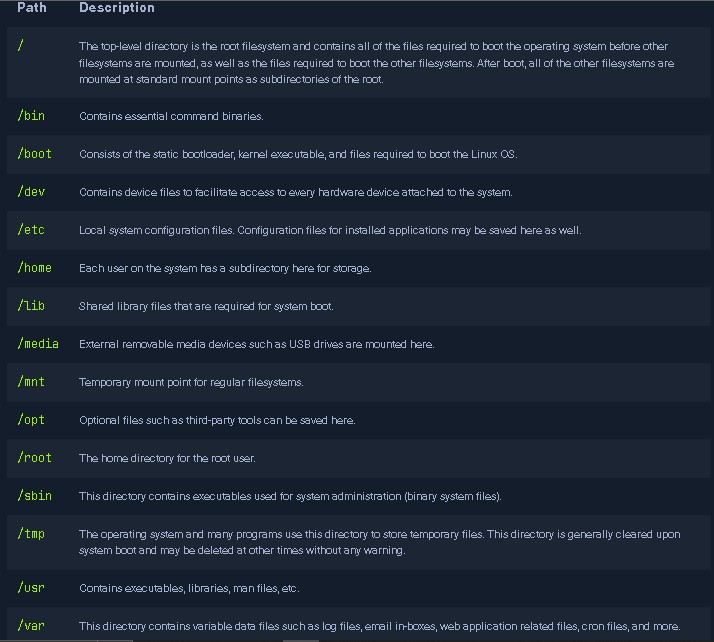 Path Description
/ The top-level directory is the root filesystem and contains all of the files required to boot the operating system before other
filesystems are mounted, as well as the files required to boot the other filesystems. After boot, all of the other filesystems are
mounted at standard mount points as subdirectories of the root.
/bin Contains essential command binaries.
/boot Consists of the static bootloader, kernel executable, and files required to boot the Linux OS.
/dev Contains device files to facilitate access to every hardware device attached to the system.
/etc Local system configuration files. Configuration files for installed applications may be saved here as well.
/home Each user on the system has a subdirectory here for storage.
/lib Shared library files that are required for system boot.
/media External removable media devices such as USB drives are mounted here.
/mnt Temporary mount point for regular filesystems.
/opt Optional files such as third-party tools can be saved here.
/root The home directory for the root user.
/sbin This directory contains executables used for system administration (binary system files).
/tmp The operating system and many programs use this directory to store temporary files. This directory is generally cleared upon
system boot and may be deleted at other times without any warning.
/usr Contains executables, libraries, man files, etc.
/var This directory contains variable data files such as log files, email in-boxes, web application related files, cron files, and more.